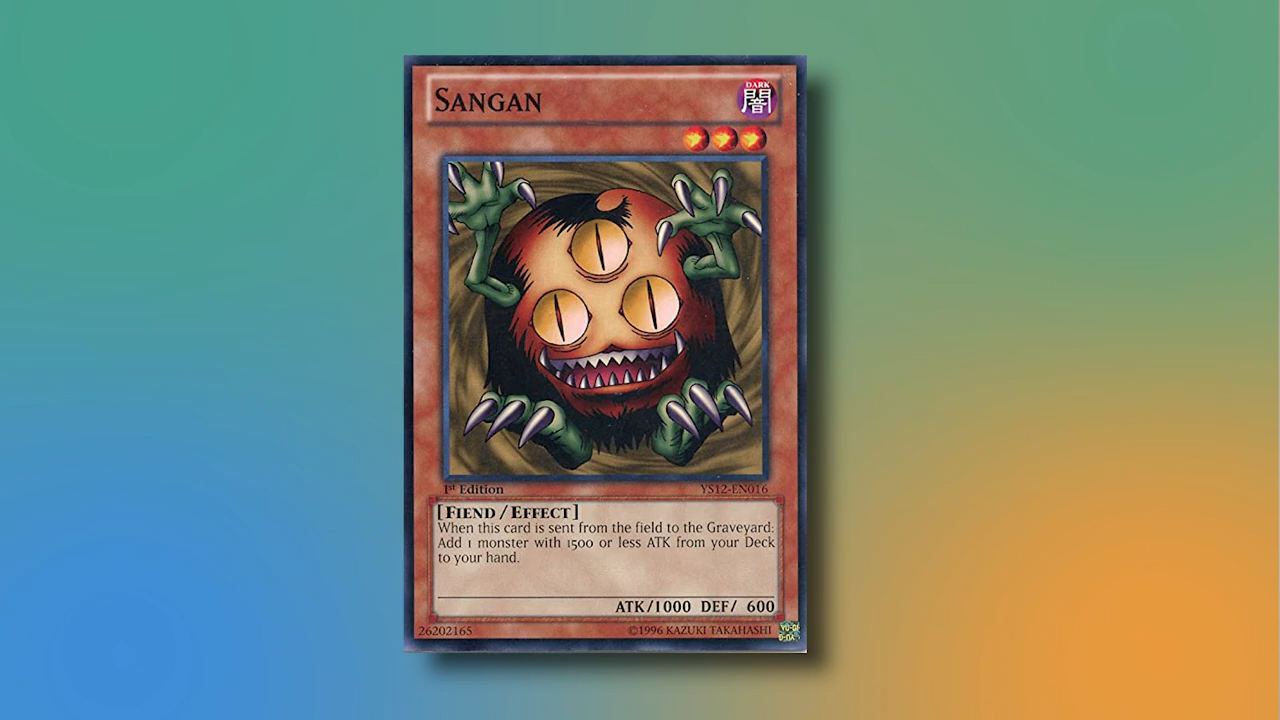 SANGAN
DARK
闇
1st Edition
YS12-EN016
[FIEND / EFFECT]
When this card is sent from the field to the Graveyard:
Add 1 monster with 1500 or less ATK from your Deck
to your hand.
ATK/1000 DEF/ 600
26202165
©1996 KAZUKI TAKAHASHI